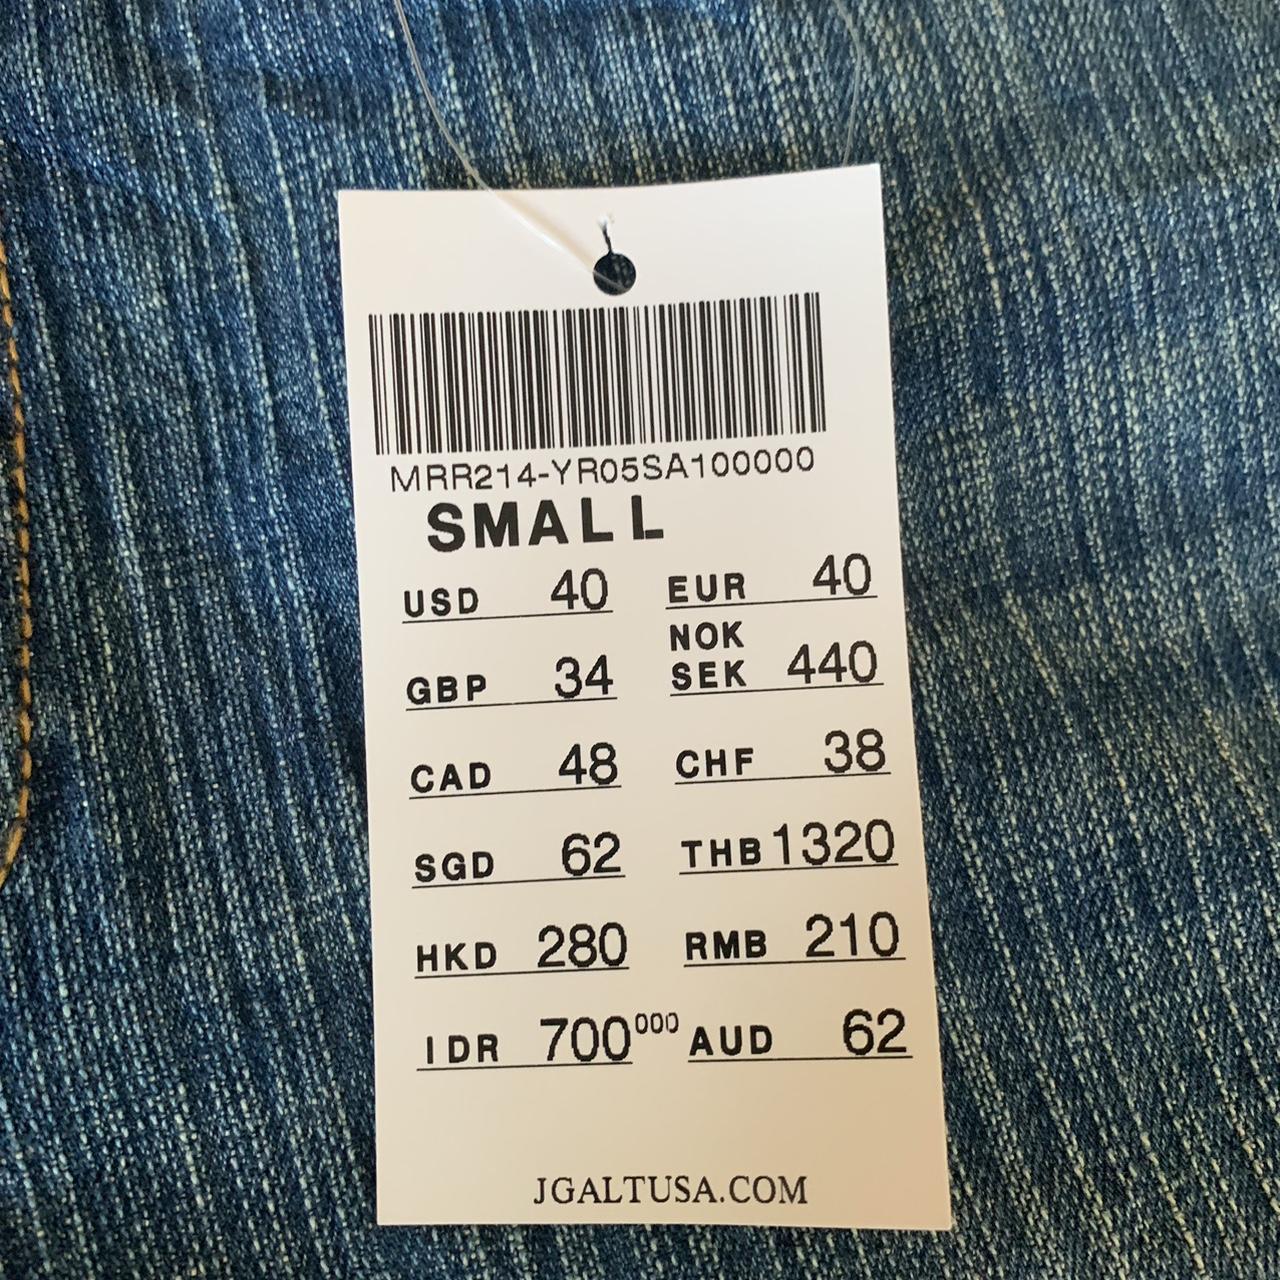 MRR214-YR05SA100000
SMALL
USD 40 EUR 40
GBP 34 NOK SEK 440
CAD 48 CHF 38
SGD 62 THB 1320
HKD 280 RMB 210
IDR 700000 AUD 62
JGALTUSA.COM